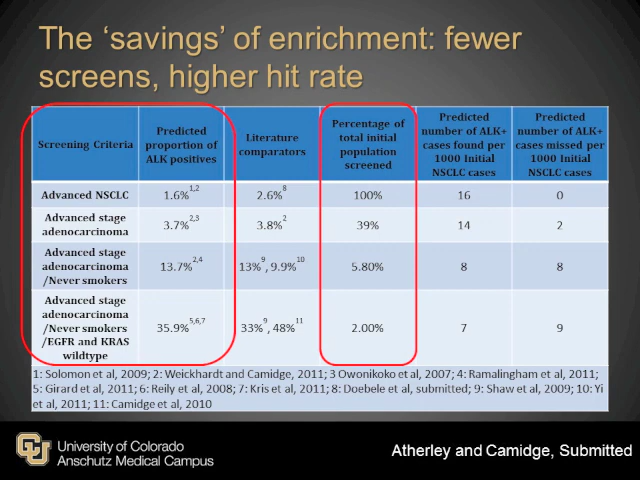 The 'savings' of enrichment: fewer
screens, higher hit rate
Screening Criteria
Predicted
proportion of
ALK positives
Literature
comparators
Percentage of
total initial
population
screened
Predicted
number of ALK+
cases found per
1000 Initial
NSCLC cases
Predicted
number of ALK+
cases missed per
1000 Initial
NSCLC cases
Advanced NSCLC 1.6%1,2 2.6%8 100% 16 0
Advanced stage
adenocarcinoma
3.7%2,3 3.8%2 39% 14 2
Advanced stage
adenocarcinoma
/Never smokers
13.7%2,4 13%9, 9.9%10 5.80% 8 8
Advanced stage
adenocarcinoma
/Never smokers
/EGFR and KRAS
wildtype
35.9%5,6,7 33%9, 48%11 2.00% 7 9
1: Solomon et al, 2009; 2: Weickhardt and Camidge, 2011; 3 Owonikoko et al, 2007; 4: Ramalingham et al, 2011;
5: Girard et al, 2011; 6: Reily et al, 2008; 7: Kris et al, 2011; 8: Doebele et al, submitted; 9: Shaw et al, 2009; 10: Yi
et al, 2011; 11: Camidge et al, 2010
CU
University of Colorado
Anschutz Medical Campus
Atherley and Camidge, Submitted